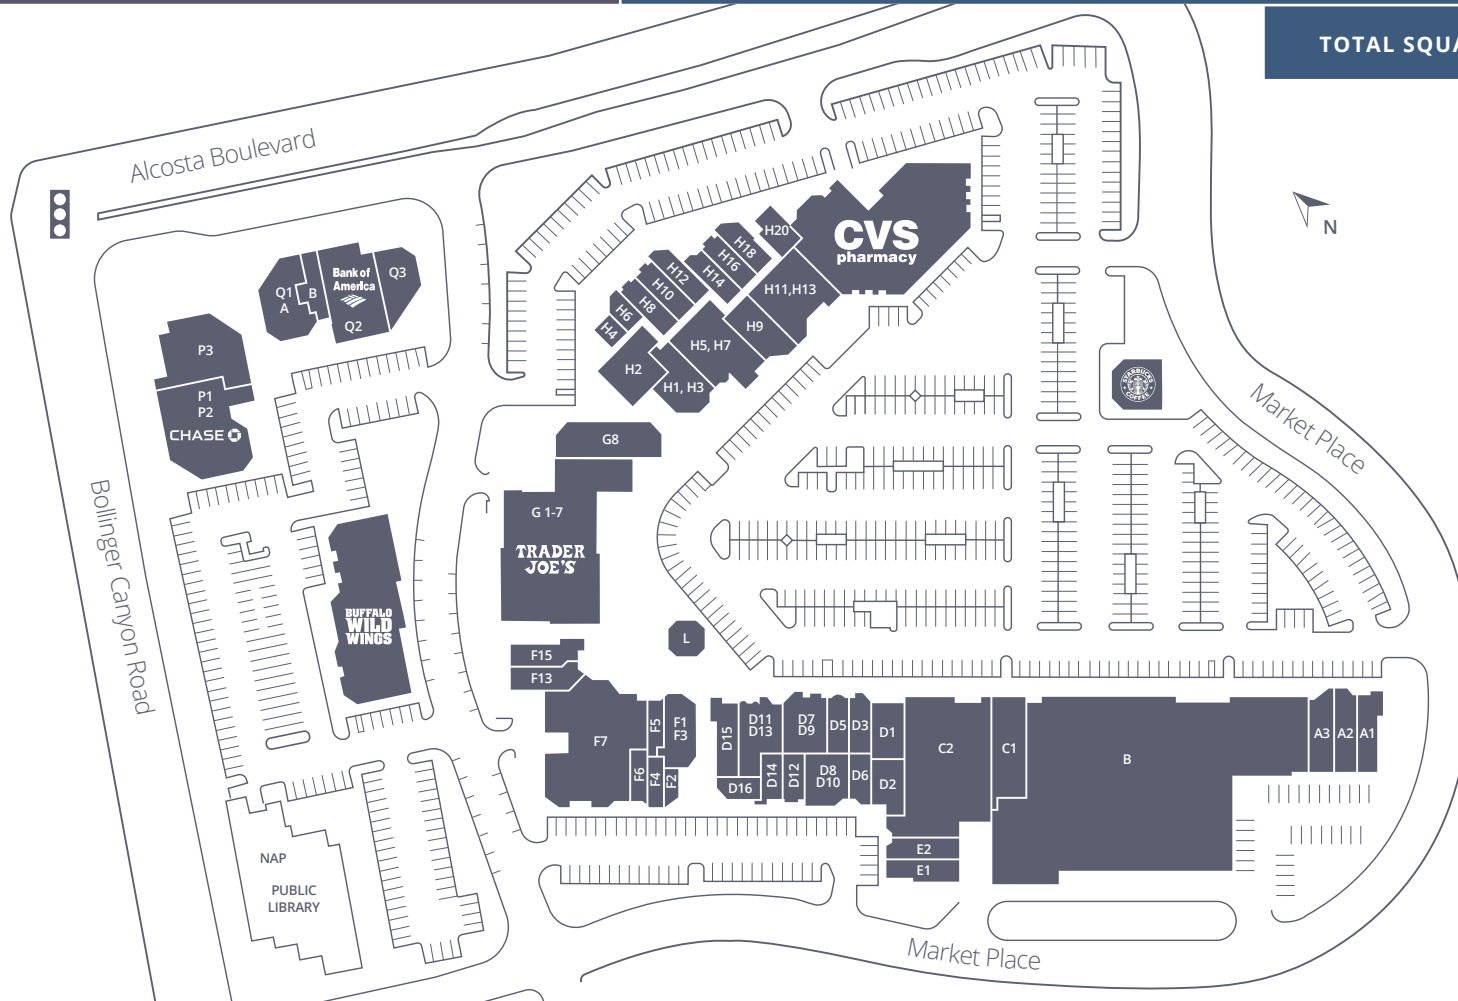 TOTAL SQUA
Alcosta Boulevard
N
CVS
pharmacy
H20
H18
H16
H14
H12
H10
H8
H6
H4
H11,H13
H9
H5, H7
H2
H1, H3
Q3
Bank of
America
Q2
B
Q1
A
P3
P1
P2
CHASE
STARBUCKS
COFFEE
Market Place
Bollinger Canyon Road
G8
G 1-7
TRADER
JOE'S
BUFFALO
WILD
WINGS
L
F15
F13
F7
F5
F1
F3
F6
F4
F2
D15
D11
D13
D7
D9
D5
D3
D1
D16
D14
D12
D8
D10
D6
D2
C2
C1
B
A3
A2
A1
E2
E1
NAP
PUBLIC
LIBRARY
Market Place